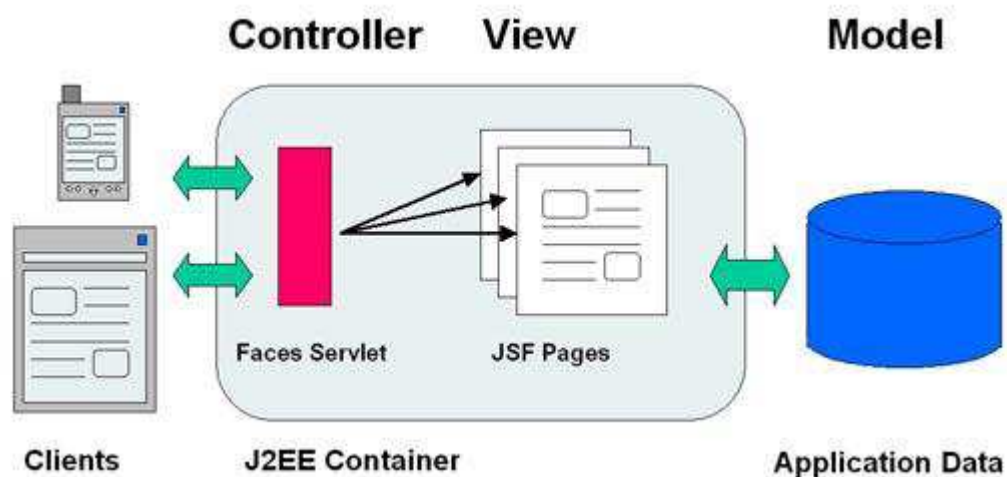 Controller View Model
Faces Servlet JSF Pages
Clients J2EE Container Application Data